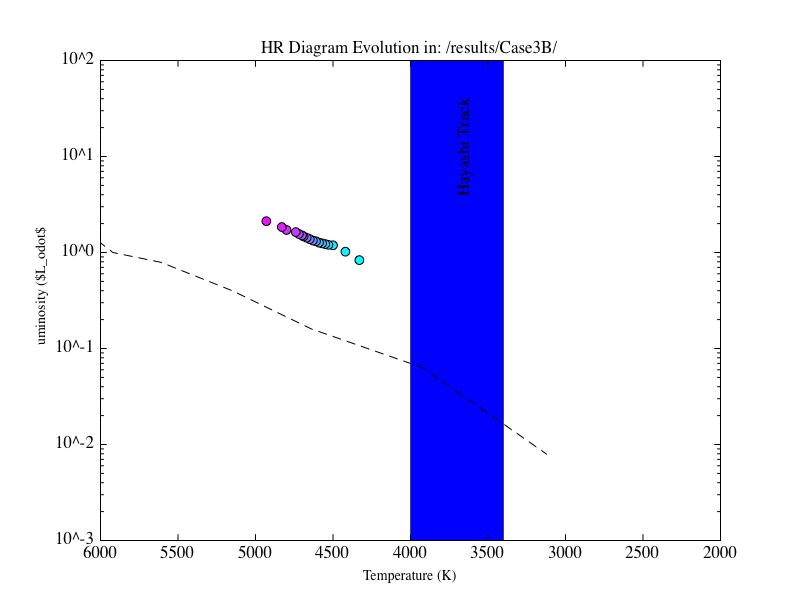 HR Diagram Evolution in: /results/Case3B/
10^2
10^1
10^0
10^-1
10^-2
10^-3
uminosity ($L_odot$
Hayashi Track
6000 5500 5000 4500 4000 3500 3000 2500 2000
Temperature (K)